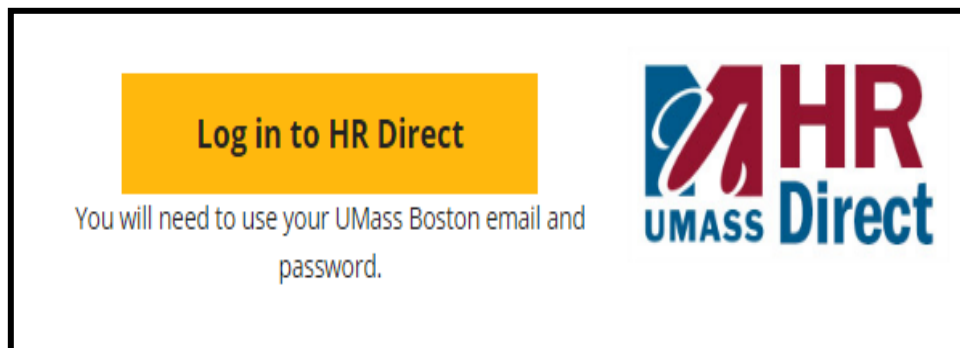 Log in to HR Direct
You will need to use your UMass Boston email and
password.
UMASS
HR
Direct